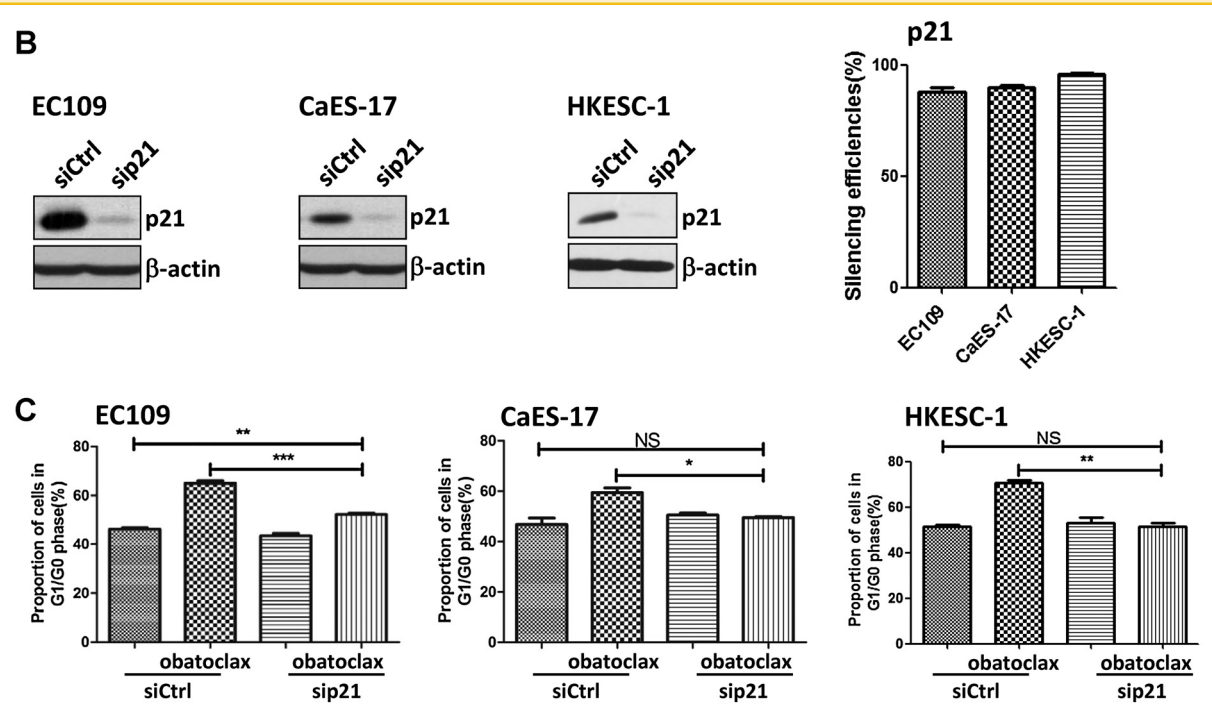 B
EC109
siCtrl
sip21
p21
β-actin
CaES-17
siCtrl
sip21
p21
β-actin
HKESC-1
siCtrl
sip21
p21
β-actin
p21
Silencing efficiencies(%)
100
50
0
EC109
CaES-17
HKESC-1
C
EC109
Proportion of cells in
G1/G0 phase(%)
80
60
40
20
0
**
***
obatoclax
obatoclax
siCtrl
sip21
CaES-17
Proportion of cells in
G1/G0 phase(%)
80
60
40
20
0
NS
*
obatoclax
obatoclax
siCtrl
sip21
HKESC-1
Proportion of cells in
G1/G0 phase(%)
80
60
40
20
0
NS
**
obatoclax
obatoclax
siCtrl
sip21